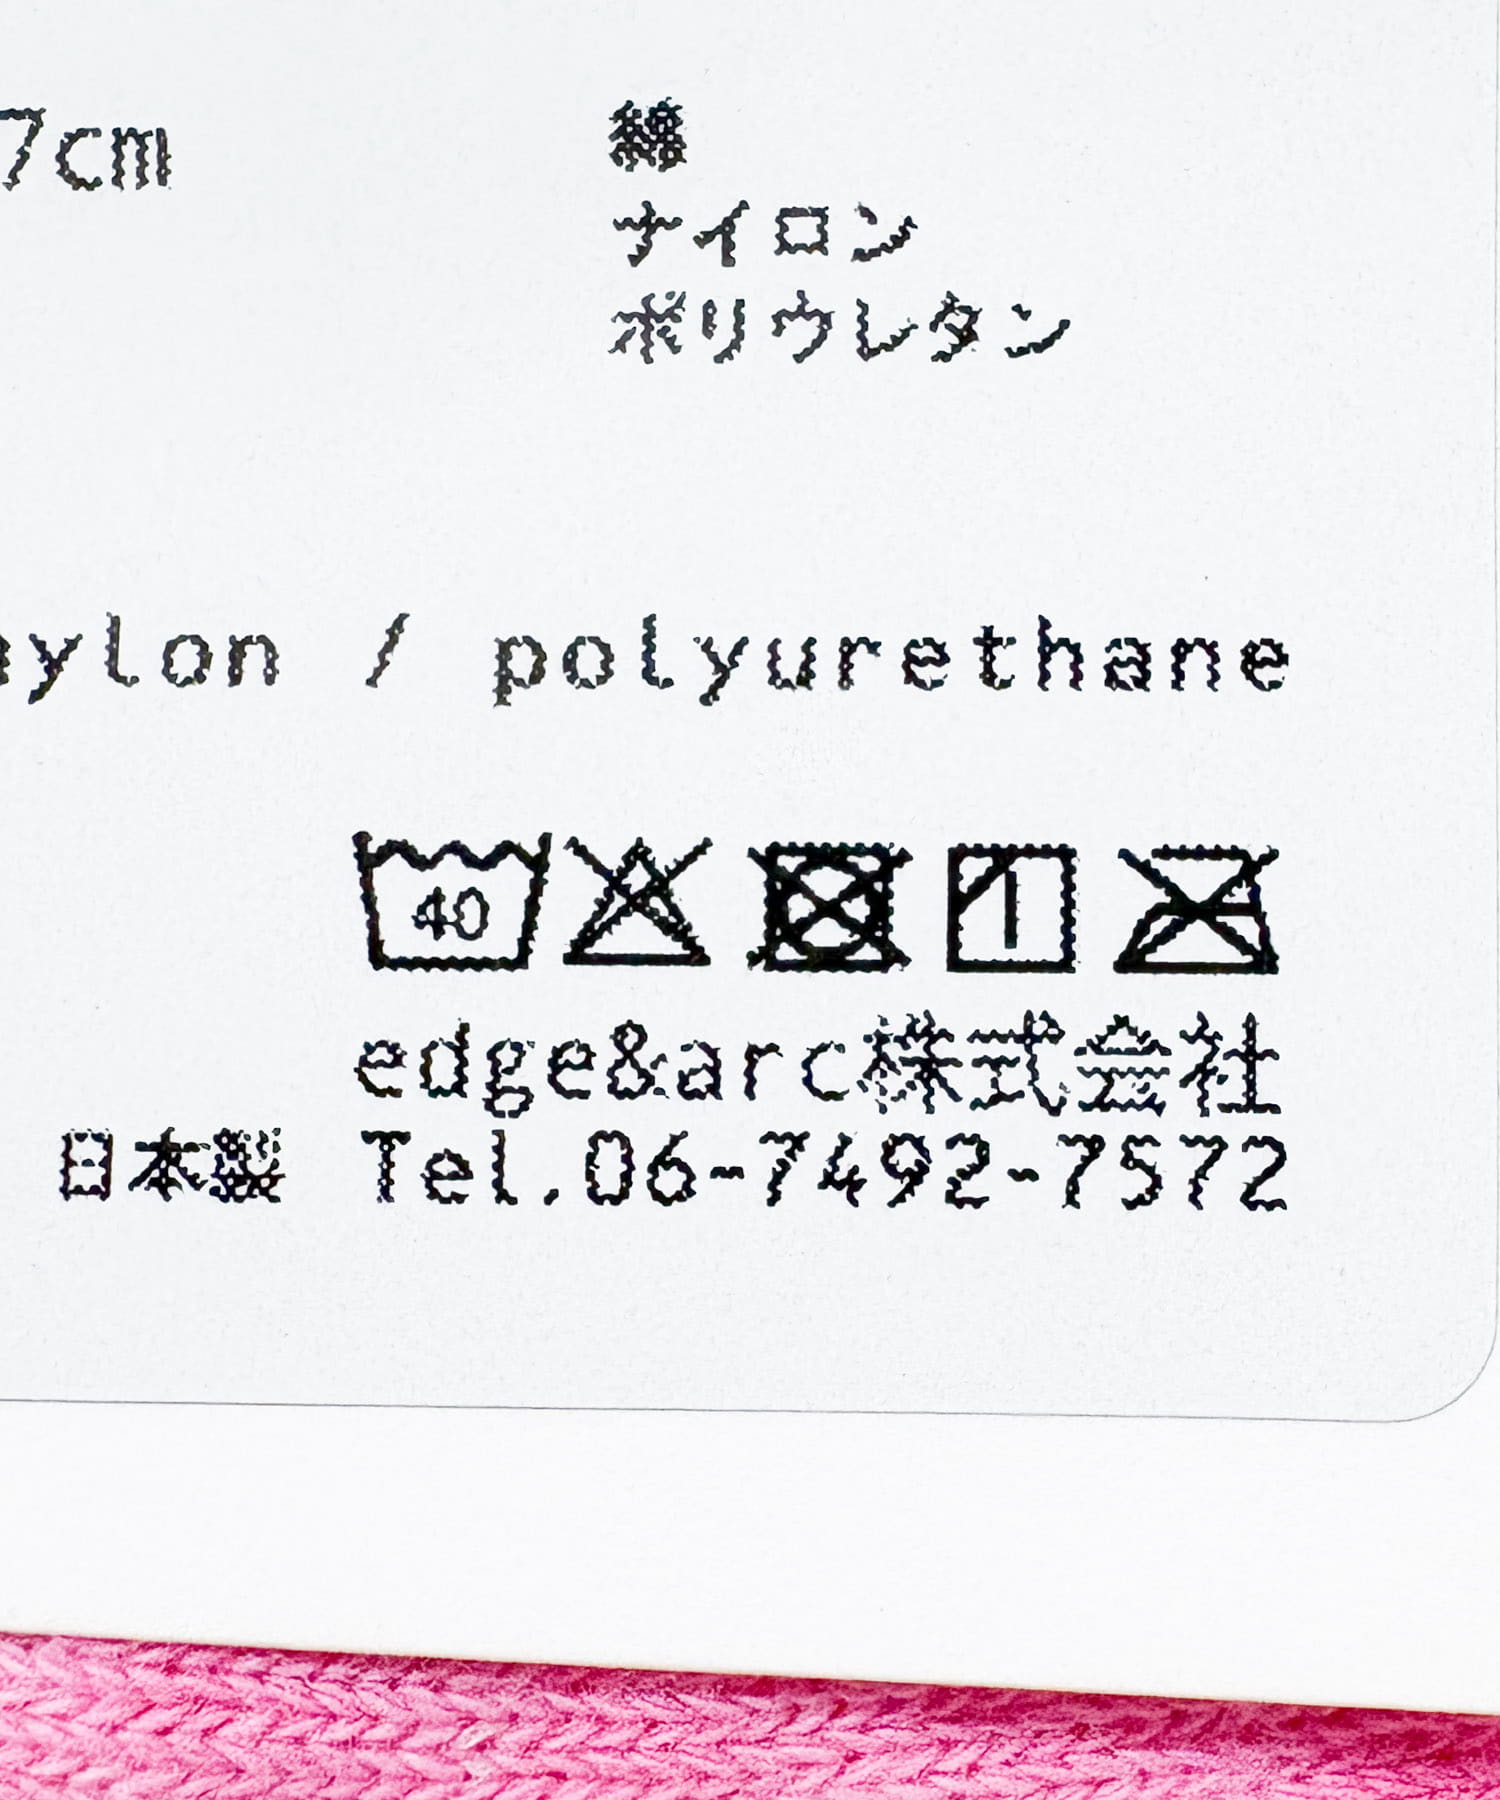 7cm
綿
ナイロン
ポリウレタン
nylon / polyurethane
40
edge&arc株式会社
日本製 Tel.06-7492-7572